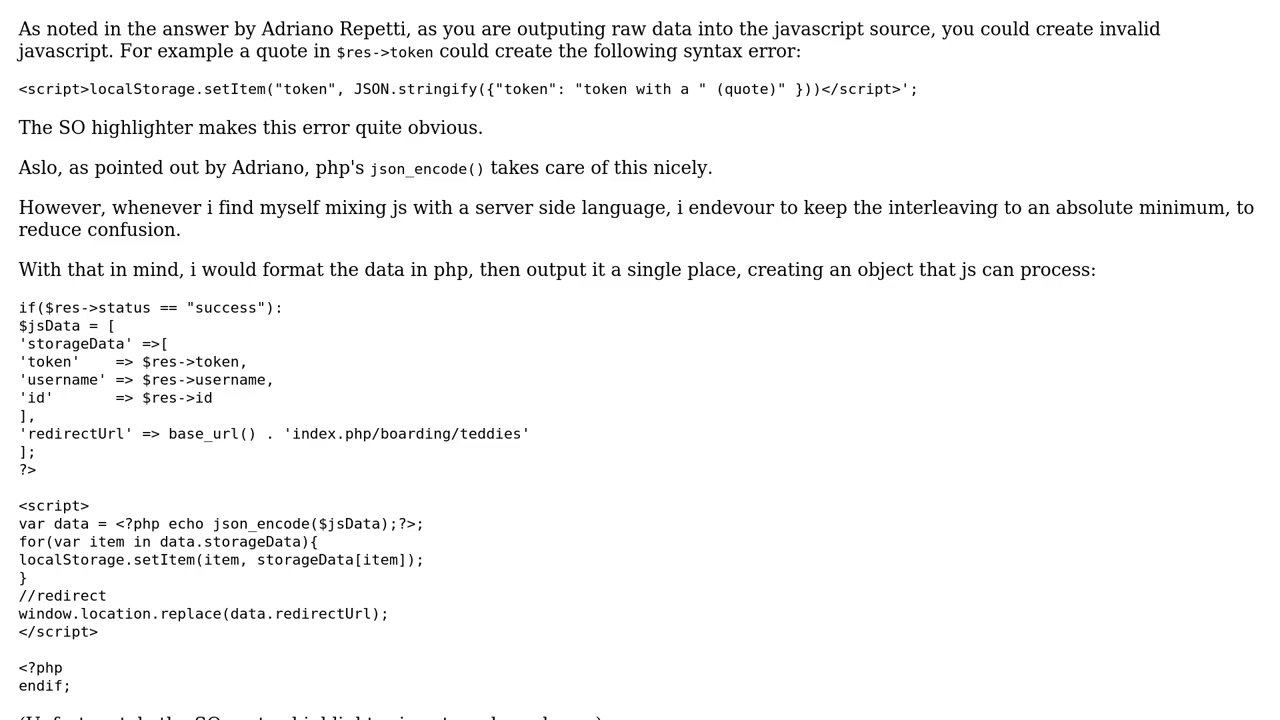 As noted in the answer by Adriano Repetti, as you are outputing raw data into the javascript source, you could create invalid
javascript. For example a quote in $res->token could create the following syntax error:
<script>localStorage.setItem("token", JSON.stringify({"token": "token with a " (quote)" }))</script>';
The SO highlighter makes this error quite obvious.
Aslo, as pointed out by Adriano, php's json_encode() takes care of this nicely.
However, whenever i find myself mixing js with a server side language, i endevour to keep the interleaving to an absolute minimum, to
reduce confusion.
With that in mind, i would format the data in php, then output it a single place, creating an object that js can process:
if($res->status == "success"):
$jsData = [
'storageData' =>[
'token'    => $res->token,
'username' => $res->username,
'id'       => $res->id
],
'redirectUrl' => base_url() . 'index.php/boarding/teddies'
];
?>
<script>
var data = <?php echo json_encode($jsData);?>;
for(var item in data.storageData){
localStorage.setItem(item, storageData[item]);
}
//redirect
window.location.replace(data.redirectUrl);
</script>
<?php
endif;